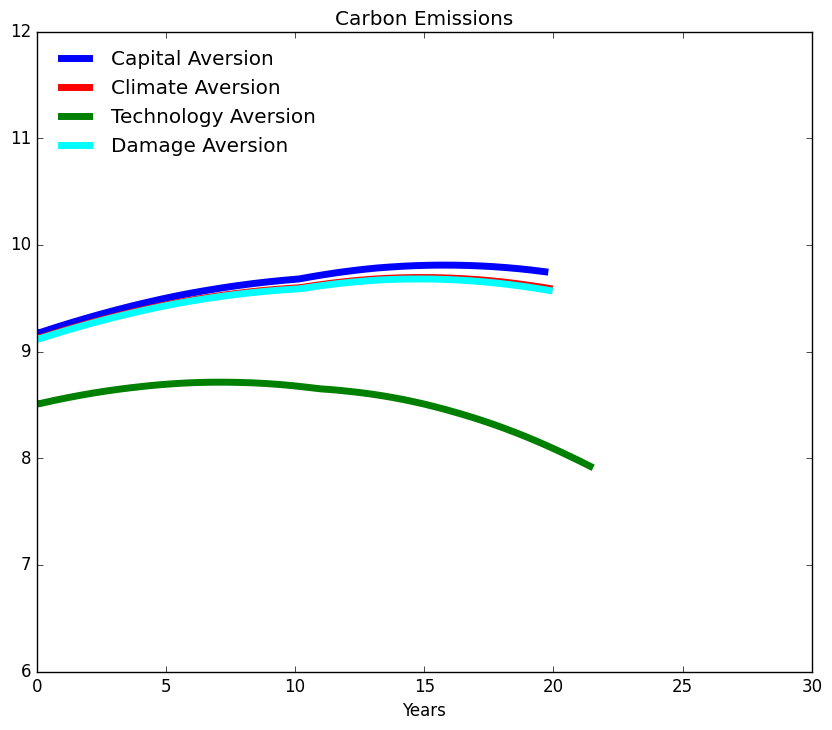 Carbon Emissions
12
11
10
9
8
7
6
Capital Aversion
Climate Aversion
Technology Aversion
Damage Aversion
0 5 10 15 20 25 30
Years